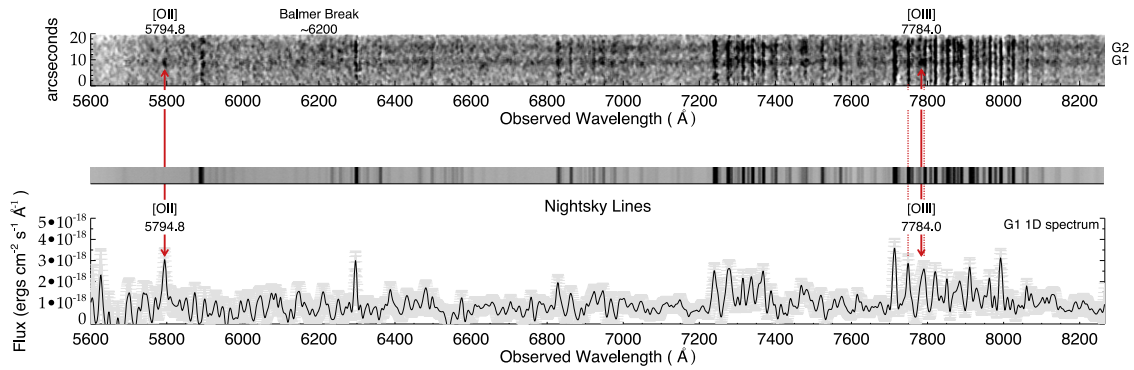 [OII]
5794.8
Balmer Break
~6200
[OIII]
7784.0
arcseconds
20
10
0
G2
G1
5600 5800 6000 6200 6400 6600 6800 7000 7200 7400 7600 7800 8000 8200
Observed Wavelength ( Å )
Nightsky Lines
[OII]
5794.8
[OIII]
7784.0
G1 1D spectrum
Flux (ergs cm⁻² s⁻¹ Å⁻¹)
5•10⁻¹⁸
4•10⁻¹⁸
3•10⁻¹⁸
2•10⁻¹⁸
1•10⁻¹⁸
0
5600 5800 6000 6200 6400 6600 6800 7000 7200 7400 7600 7800 8000 8200
Observed Wavelength ( Å )